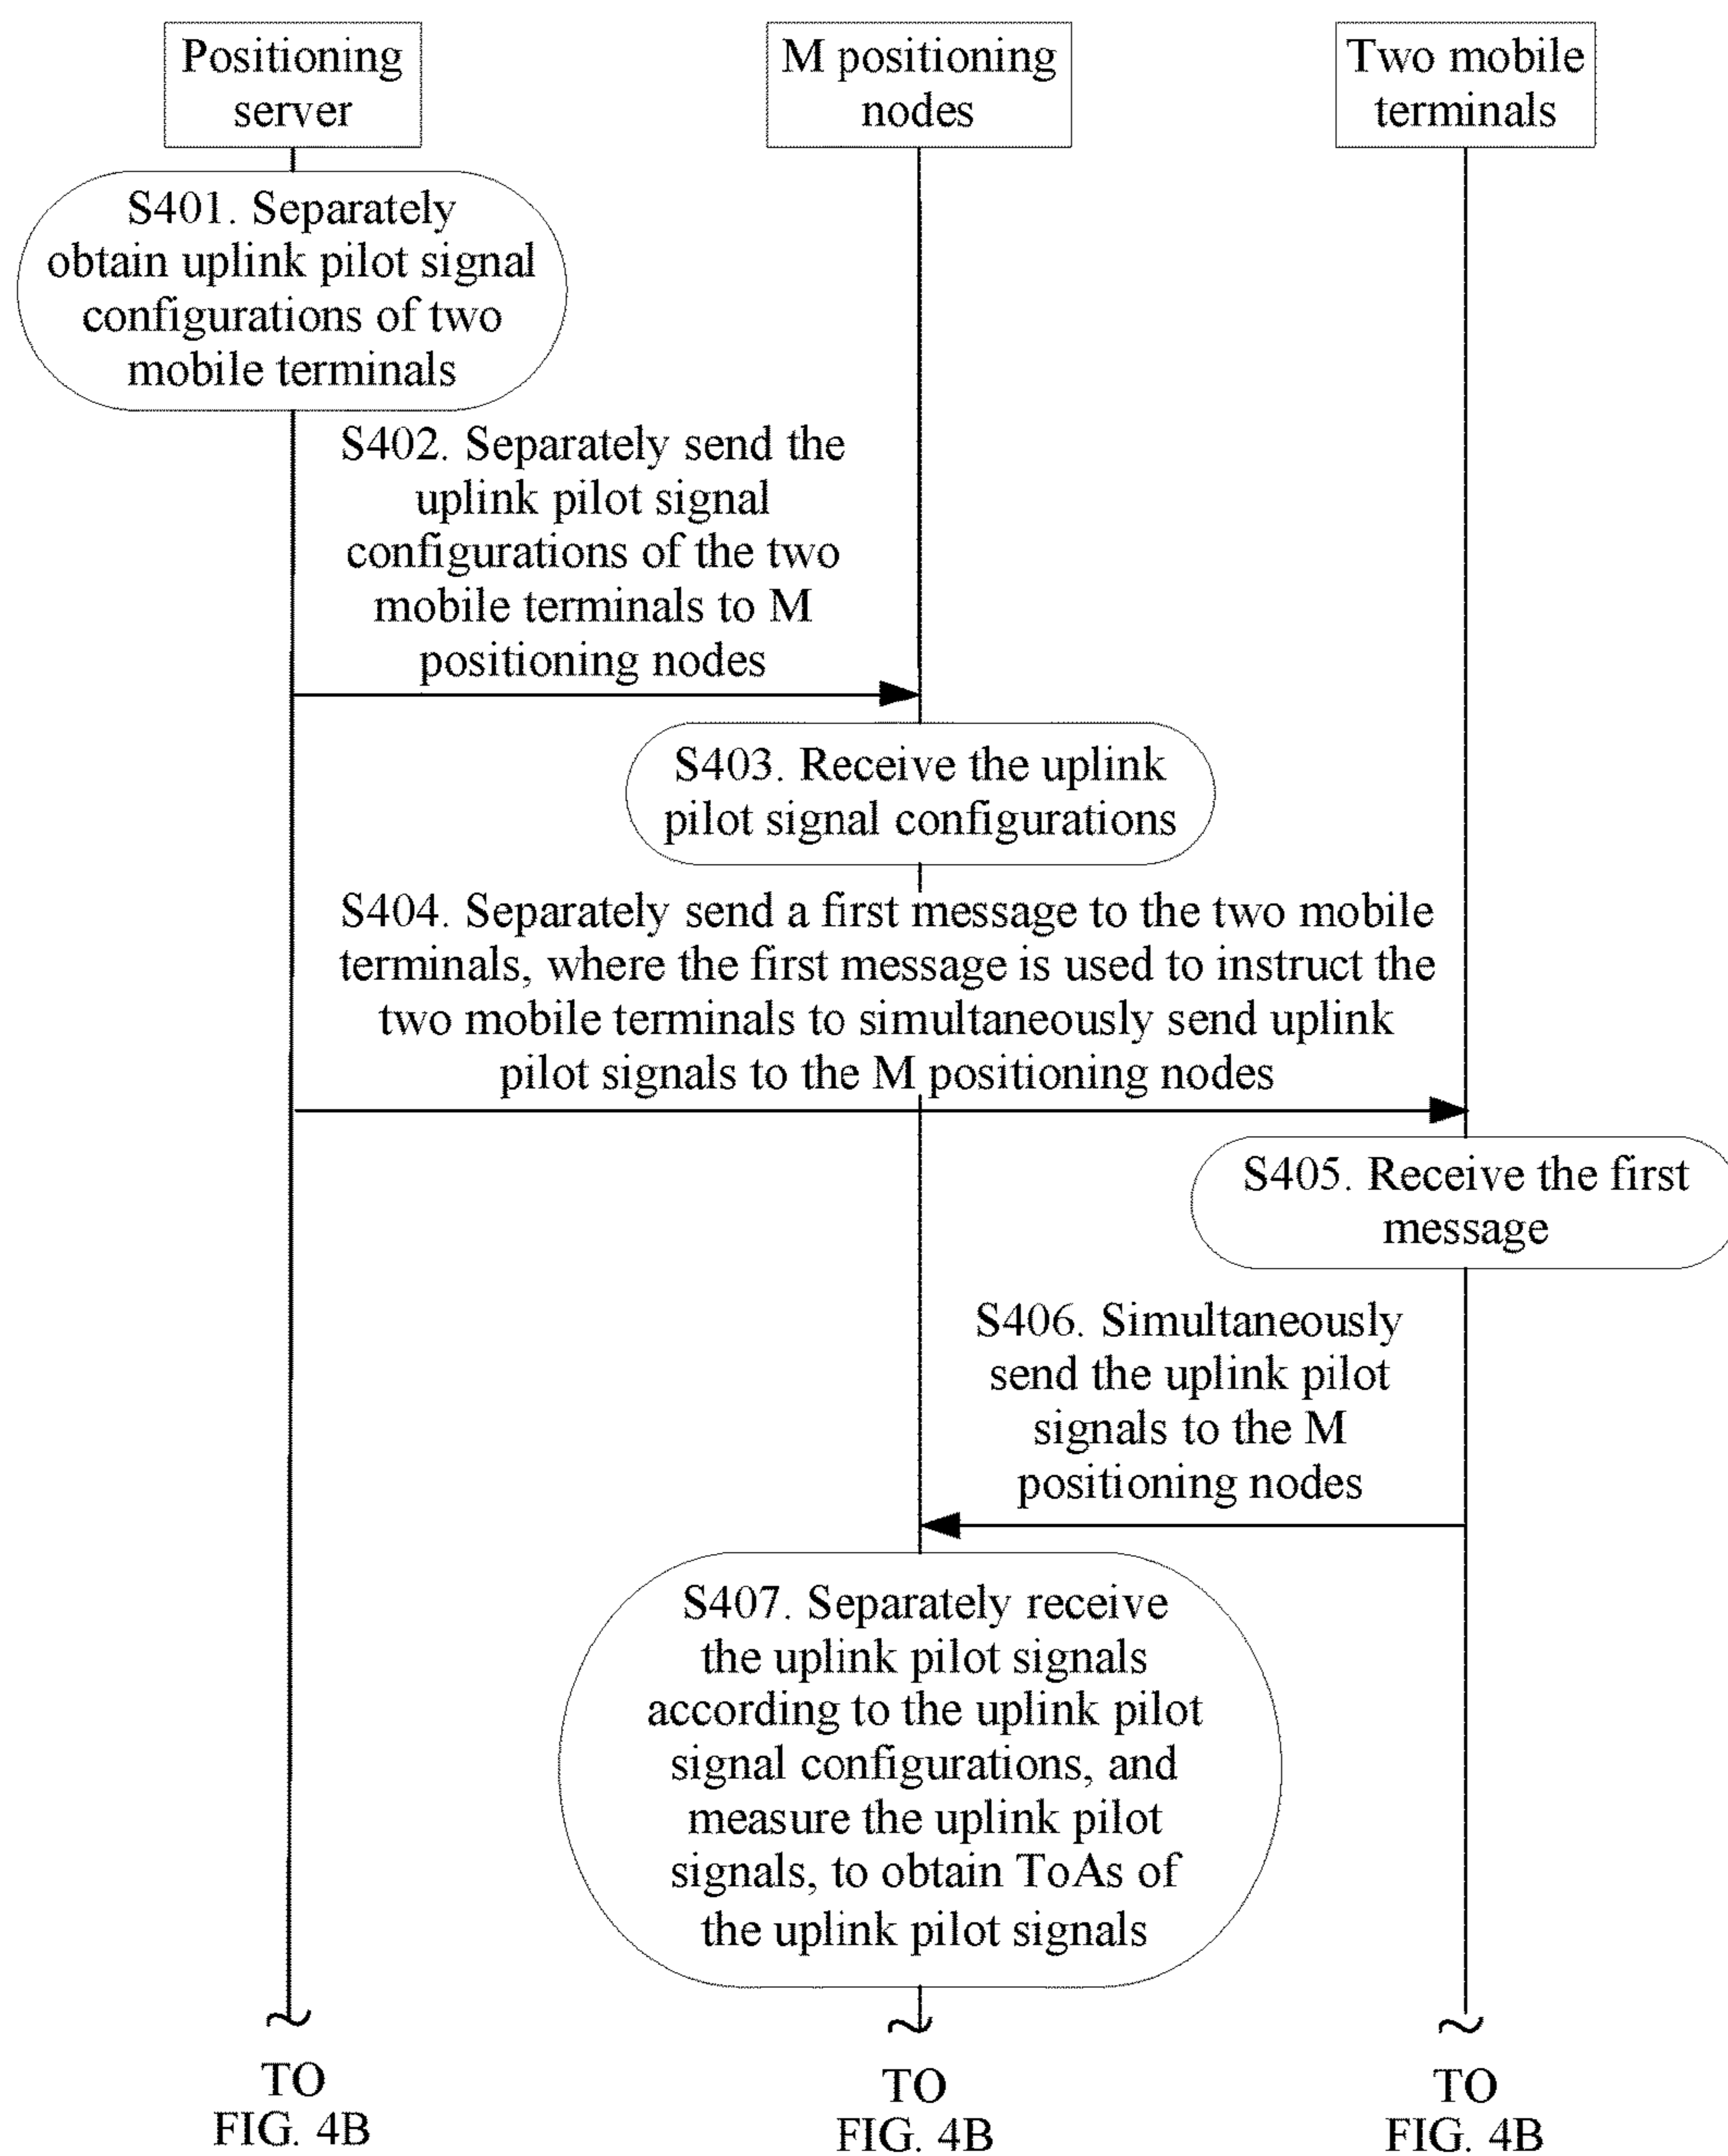 Positioning
server
M positioning
nodes
Two mobile
terminals
S401. Separately
obtain uplink pilot signal
configurations of two
mobile terminals
S402. Separately send the
uplink pilot signal
configurations of the two
mobile terminals to M
positioning nodes
S403. Receive the uplink
pilot signal configurations
S404. Separately send a first message to the two mobile
terminals, where the first message is used to instruct the
two mobile terminals to simultaneously send uplink
pilot signals to the M positioning nodes
S405. Receive the first
message
S406. Simultaneously
send the uplink pilot
signals to the M
positioning nodes
S407. Separately receive
the uplink pilot signals
according to the uplink pilot
signal configurations, and
measure the uplink pilot
signals, to obtain ToAs of
the uplink pilot signals
TO
FIG. 4B
TO
FIG. 4B
TO
FIG. 4B